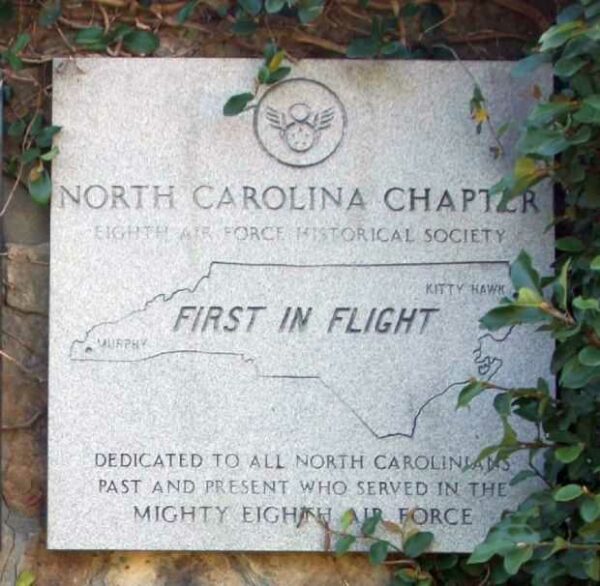 NORTH CAROLINA CHAPTER
EIGHTH AIR FORCE HISTORICAL SOCIETY
KITTY HAWK
FIRST IN FLIGHT
MURPHY
DEDICATED TO ALL NORTH CAROLINIANS
PAST AND PRESENT WHO SERVED IN THE
MIGHTY EIGHTH AIR FORCE